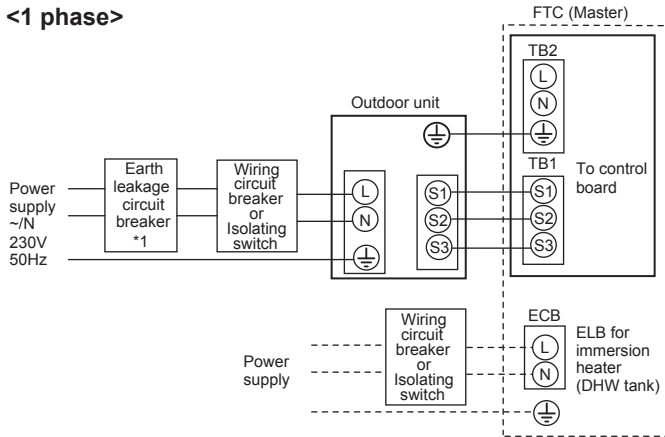 <1 phase>
FTC (Master)
TB2
L
N
Outdoor unit
TB1
To control
board
Power
supply
~/N
230V
50Hz
Earth
leakage
circuit
breaker
*1
Wiring
circuit
breaker
or
Isolating
switch
L
N
S1
S2
S3
S1
S2
S3
Power
supply
Wiring
circuit
breaker
or
Isolating
switch
ECB
L
N
ELB for
immersion
heater
(DHW tank)